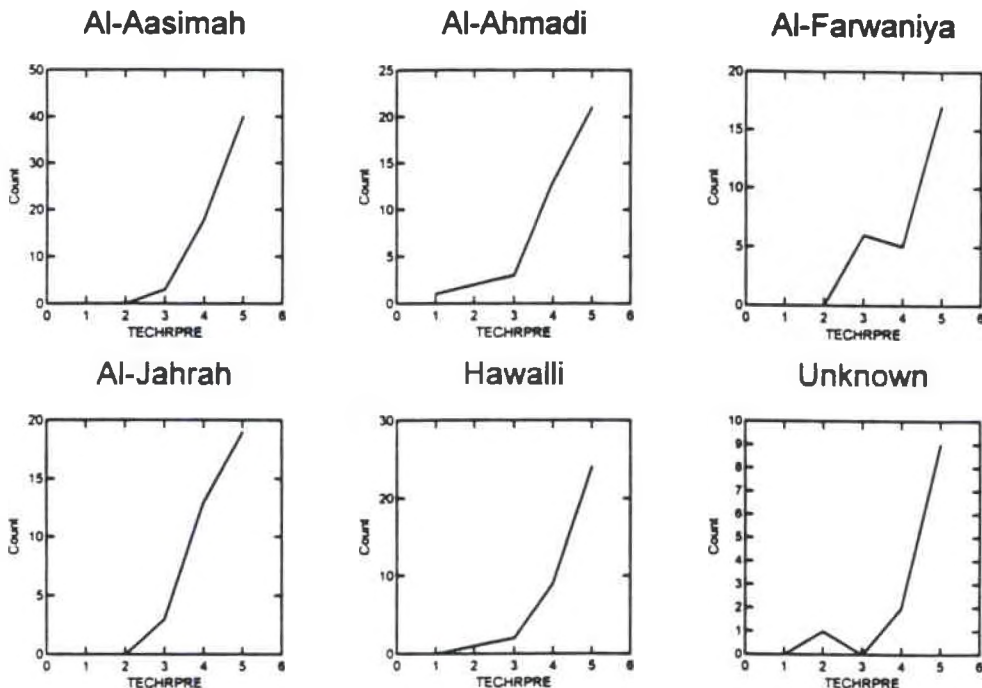 Al-Aasimah
50
40
30
20
10
0
Count
0 1 2 3 4 5 6
TECHRPRE
Al-Ahmadi
25
20
15
10
5
0
Count
0 1 2 3 4 5 6
TECHRPRE
Al-Farwaniya
20
15
10
5
0
Count
0 1 2 3 4 5 6
TECHRPRE
Al-Jahrah
20
15
10
5
0
Count
0 1 2 3 4 5 6
TECHRPRE
Hawalli
30
20
10
0
Count
0 1 2 3 4 5 6
TECHRPRE
Unknown
10
9
8
7
6
5
4
3
2
1
0
Count
0 1 2 3 4 5 6
TECHRPRE